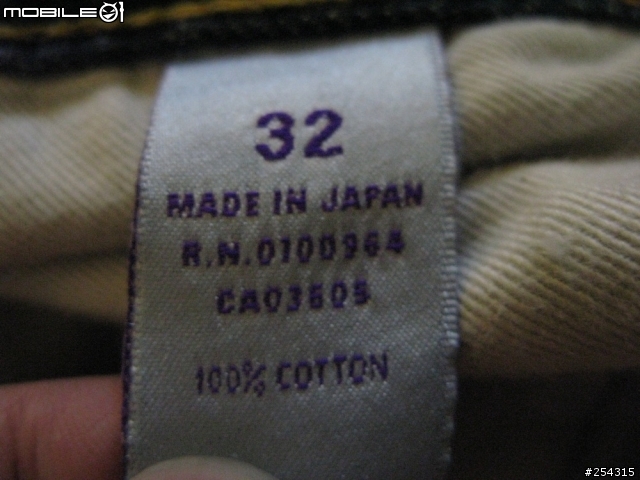 MOBILE01
32
MADE IN JAPAN
R.N.0100964
CA03605
100% COTTON
#254315